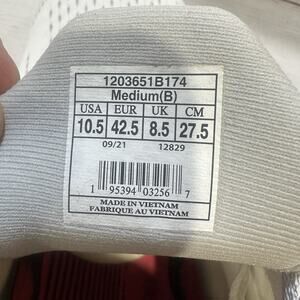 1203651B174
Medium(B)
USA EUR UK CM
10.5 42.5 8.5 27.5
09/21 12829
1 95394 03256 7
MADE IN VIETNAM
FABRIQUE AU VIETNAM